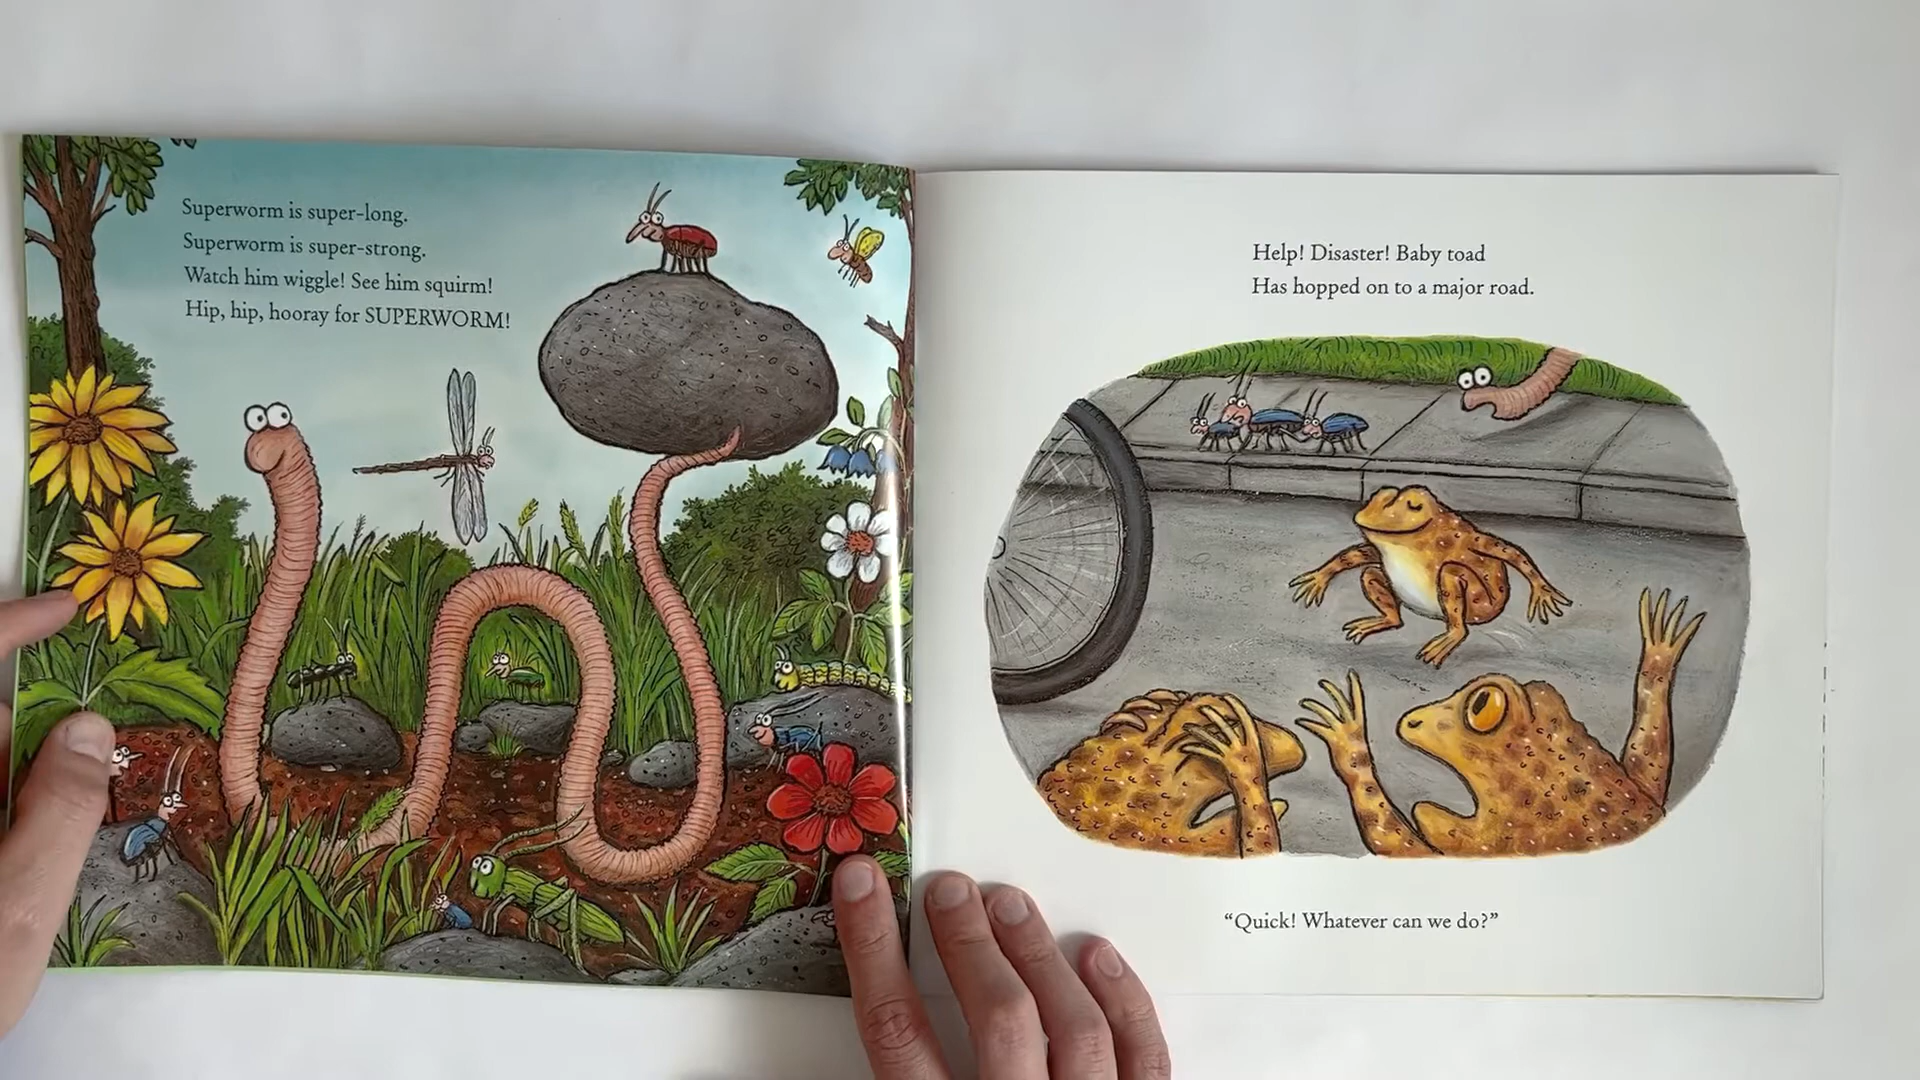 Superworm is super-long.
Superworm is super-strong.
Watch him wiggle! See him squirm!
Hip, hip, hooray for SUPERWORM!
Help! Disaster! Baby toad
Has hopped on to a major road.
“Quick! Whatever can we do?”